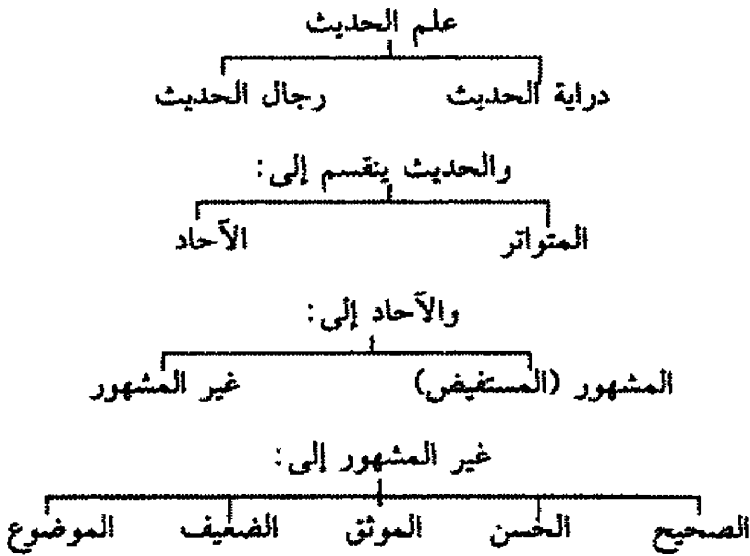 علم الحديث
دراية الحديث رجال الحديث
والحديث ينقسم إلى:
المتواتر الآحاد
والآحاد إلى:
المشهور (المستفيض) غير المشهور
غير المشهور إلى:
الصحيح الحسن الموثق الضعيف الموضوع